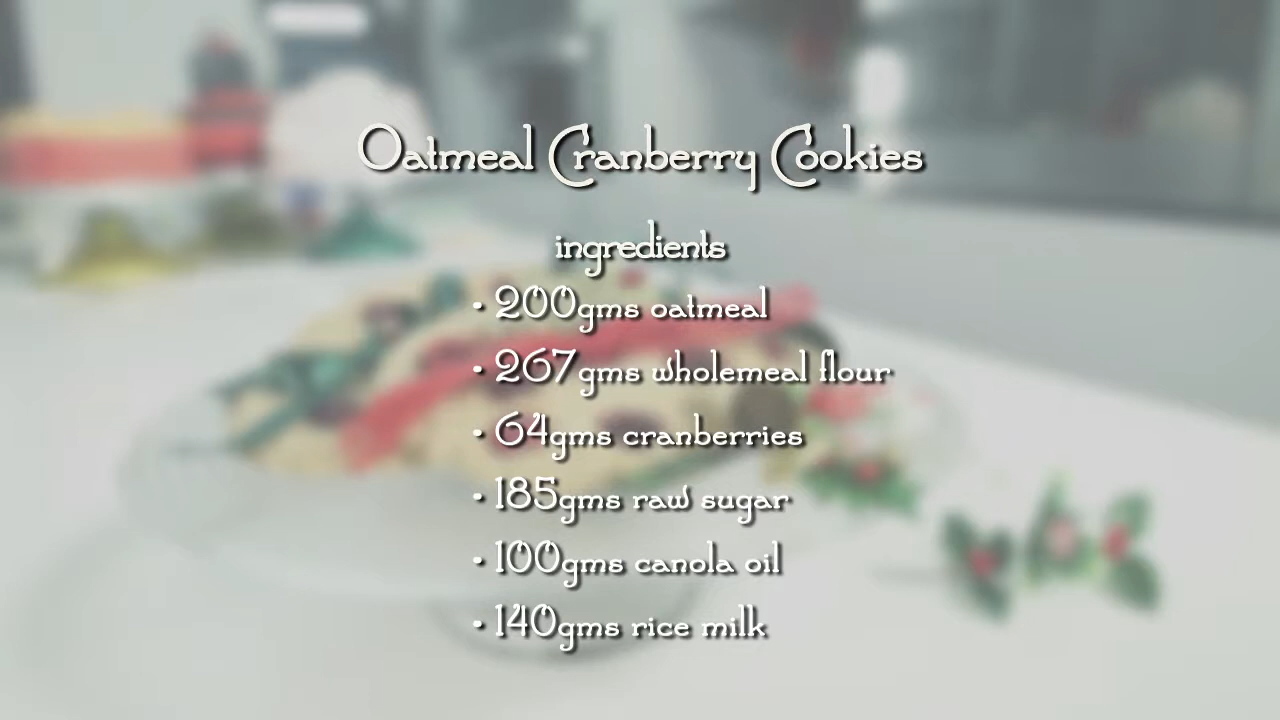 Oatmeal Cranberry Cookies
ingredients
• 200gms oatmeal
• 267gms wholemeal flour
• 64gms cranberries
• 185gms raw sugar
• 100gms canola oil
• 140gms rice milk